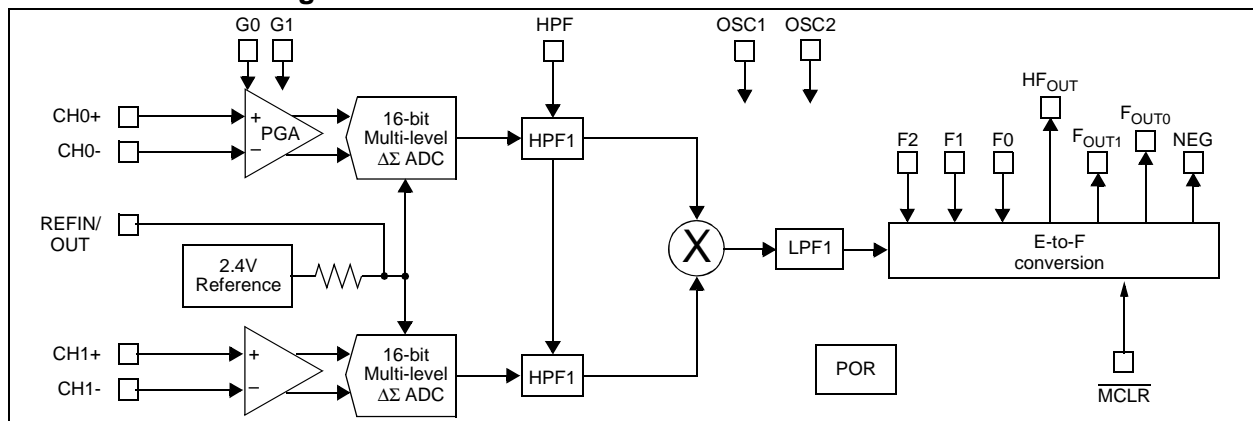 G0 G1
HPF
OSC1 OSC2
HFOUT
FOUT0
FOUT1
NEG
F2 F1 F0
CH0+
CH0-
+
–
PGA
16-bit
Multi-level
ΔΣ ADC
HPF1
REFIN/
OUT
2.4V
Reference
X
LPF1
E-to-F
conversion
CH1+
CH1-
+
–
16-bit
Multi-level
ΔΣ ADC
HPF1
POR
MCLR